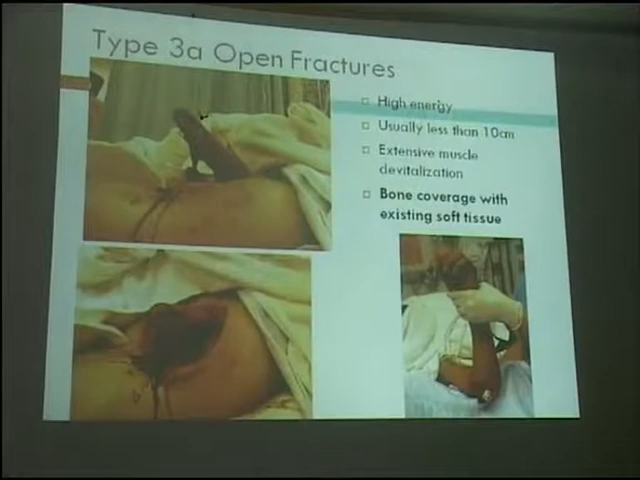 Type 3a Open Fractures
High energy
Usually less than 10cm
Extensive muscle
devitalization
Bone coverage with
existing soft tissue